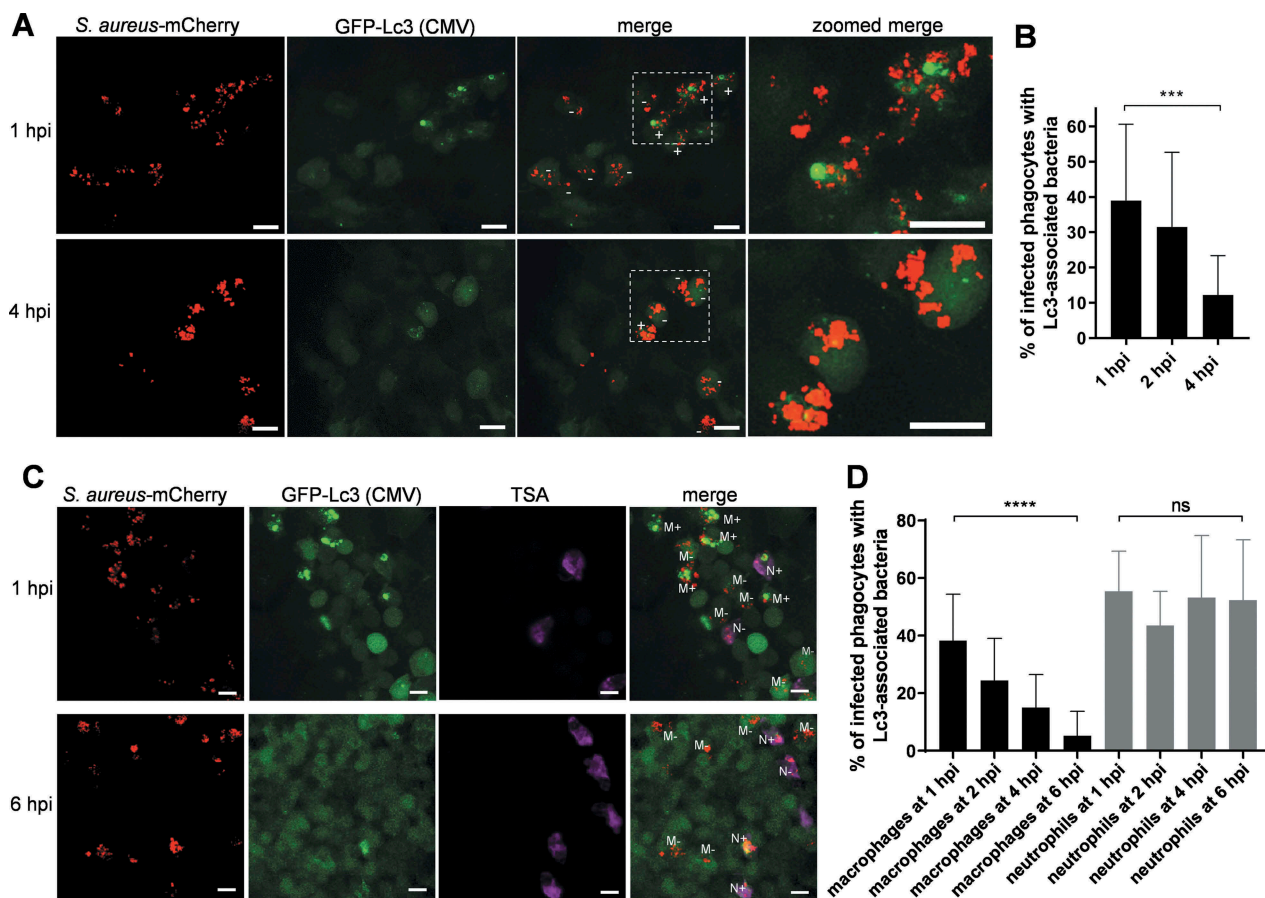 A
S. aureus-mCherry
GFP-Lc3 (CMV)
merge
zoomed merge
1 hpi
- - + + + + - - - -
4 hpi
- - + - - -
B
***
% of infected phagocytes with
Lc3-associated bacteria
60
50
40
30
20
10
0
1 hpi
2 hpi
4 hpi
C
S. aureus-mCherry
GFP-Lc3 (CMV)
TSA
merge
1 hpi
M+
M+
M-
N+
M+
M-
M+
M-
N-
M-
M-
6 hpi
M-
M-
M-
N+
M-
N-
N+
M-
N+
D
% of infected phagocytes with
Lc3-associated bacteria
80
60
40
20
0
****
ns
macrophages at 1 hpi
macrophages at 2 hpi
macrophages at 4 hpi
macrophages at 6 hpi
neutrophils at 1 hpi
neutrophils at 2 hpi
neutrophils at 4 hpi
neutrophils at 6 hpi